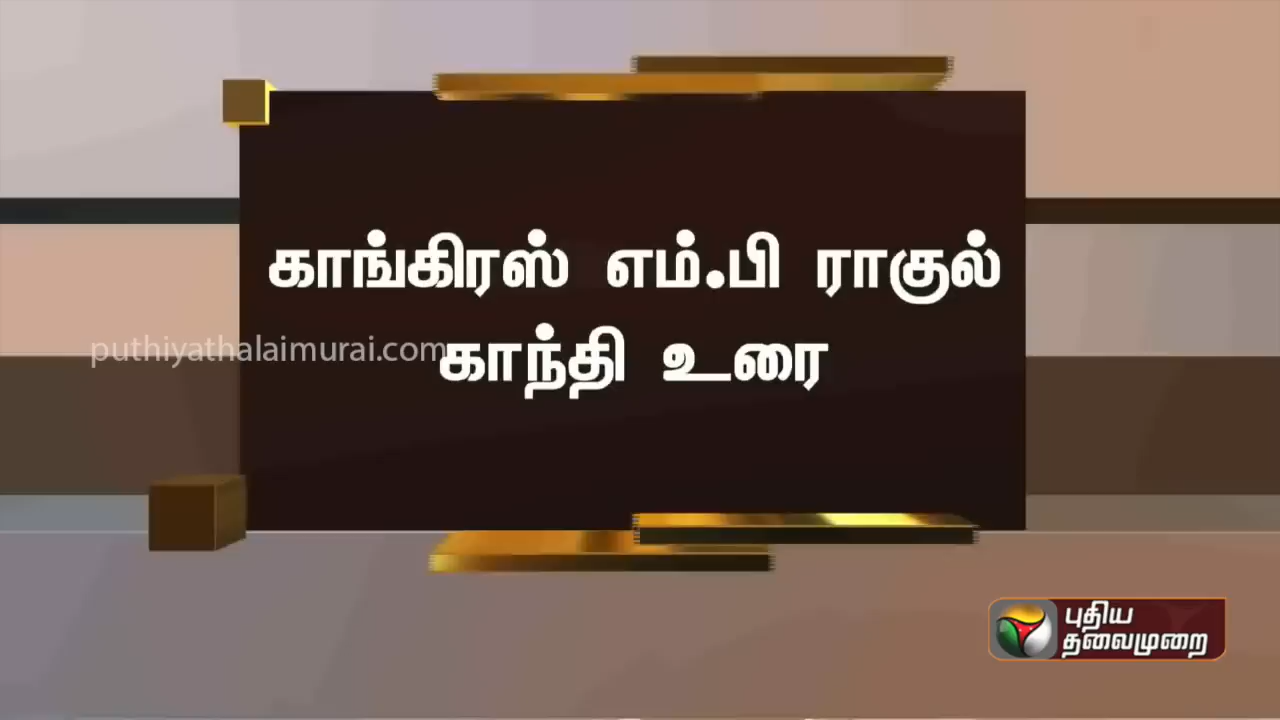 காங்கிரஸ் எம்.பி ராகுல்
காந்தி உரை
puthiyathalaimurai.com
புதிய
தலைமுறை